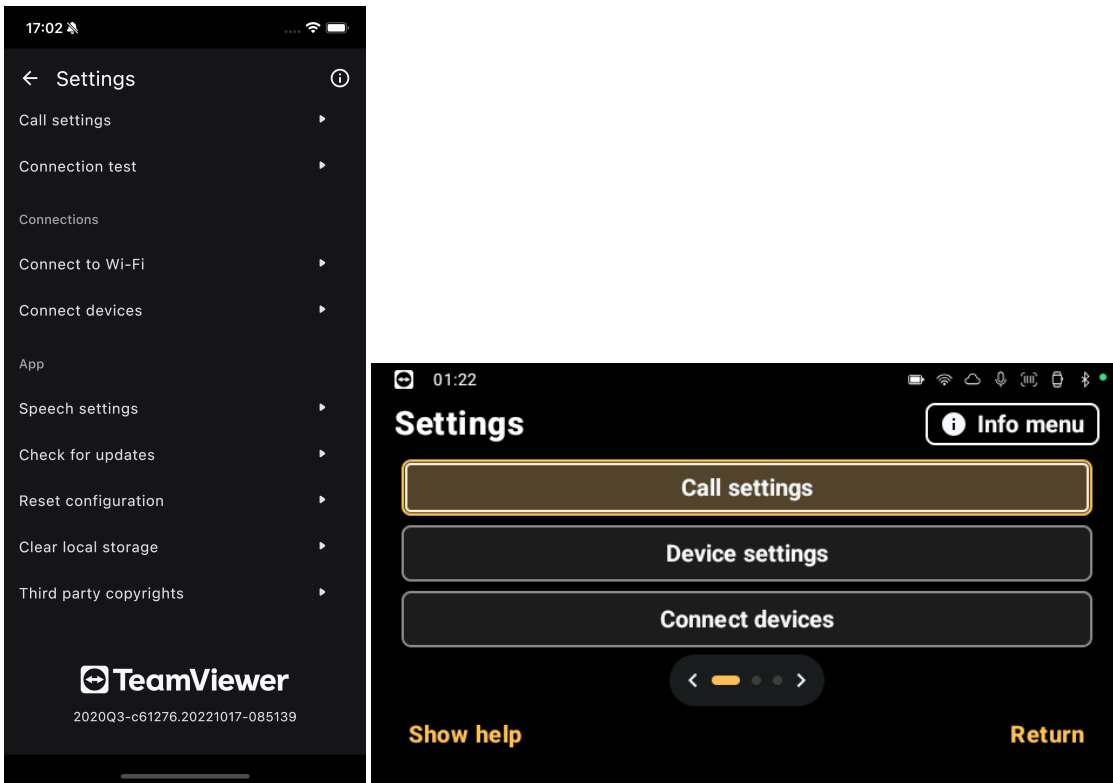 17:02
Settings
Call settings
Connection test
Connections
Connect to Wi-Fi
Connect devices
App
Speech settings
Check for updates
Reset configuration
Clear local storage
Third party copyrights
TeamViewer
2020Q3-c61276.20221017-085139
01:22
Settings
Info menu
Call settings
Device settings
Connect devices
Show help
Return